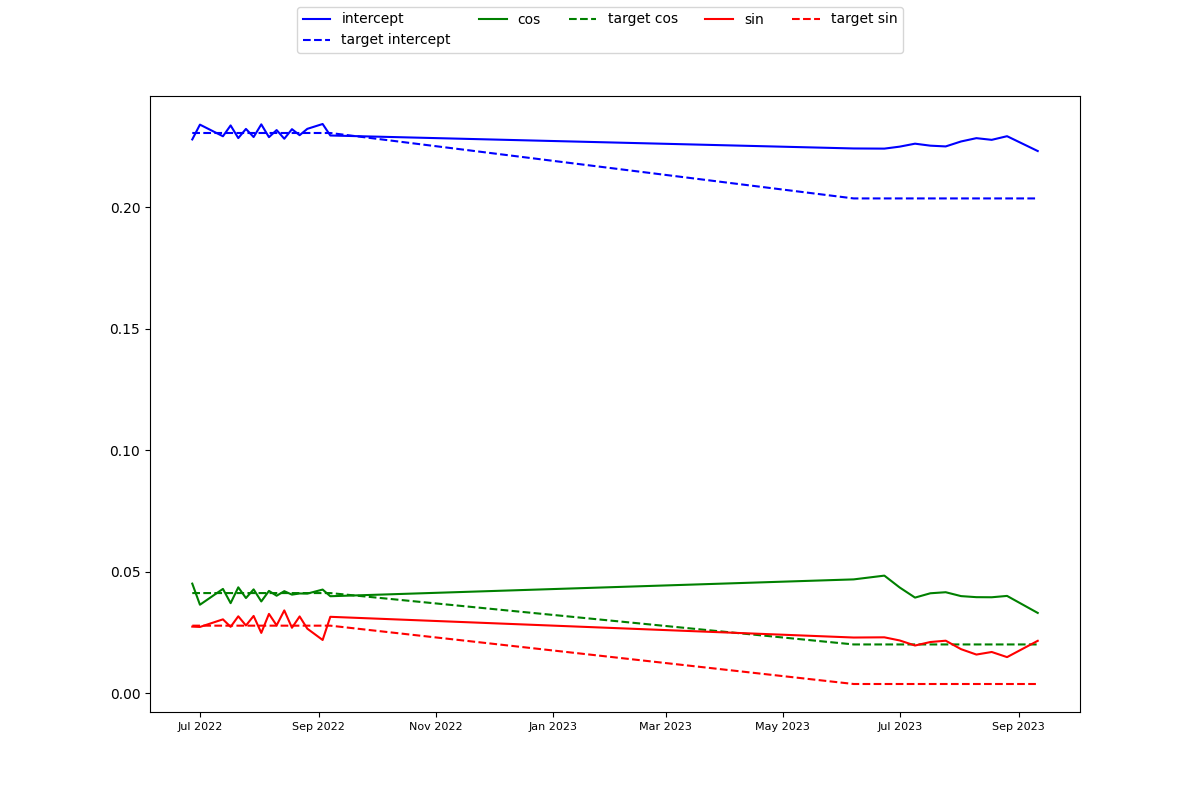 intercept cos target cos sin target sin
target intercept
0.20
0.15
0.10
0.05
0.00
Jul 2022 Sep 2022 Nov 2022 Jan 2023 Mar 2023 May 2023 Jul 2023 Sep 2023